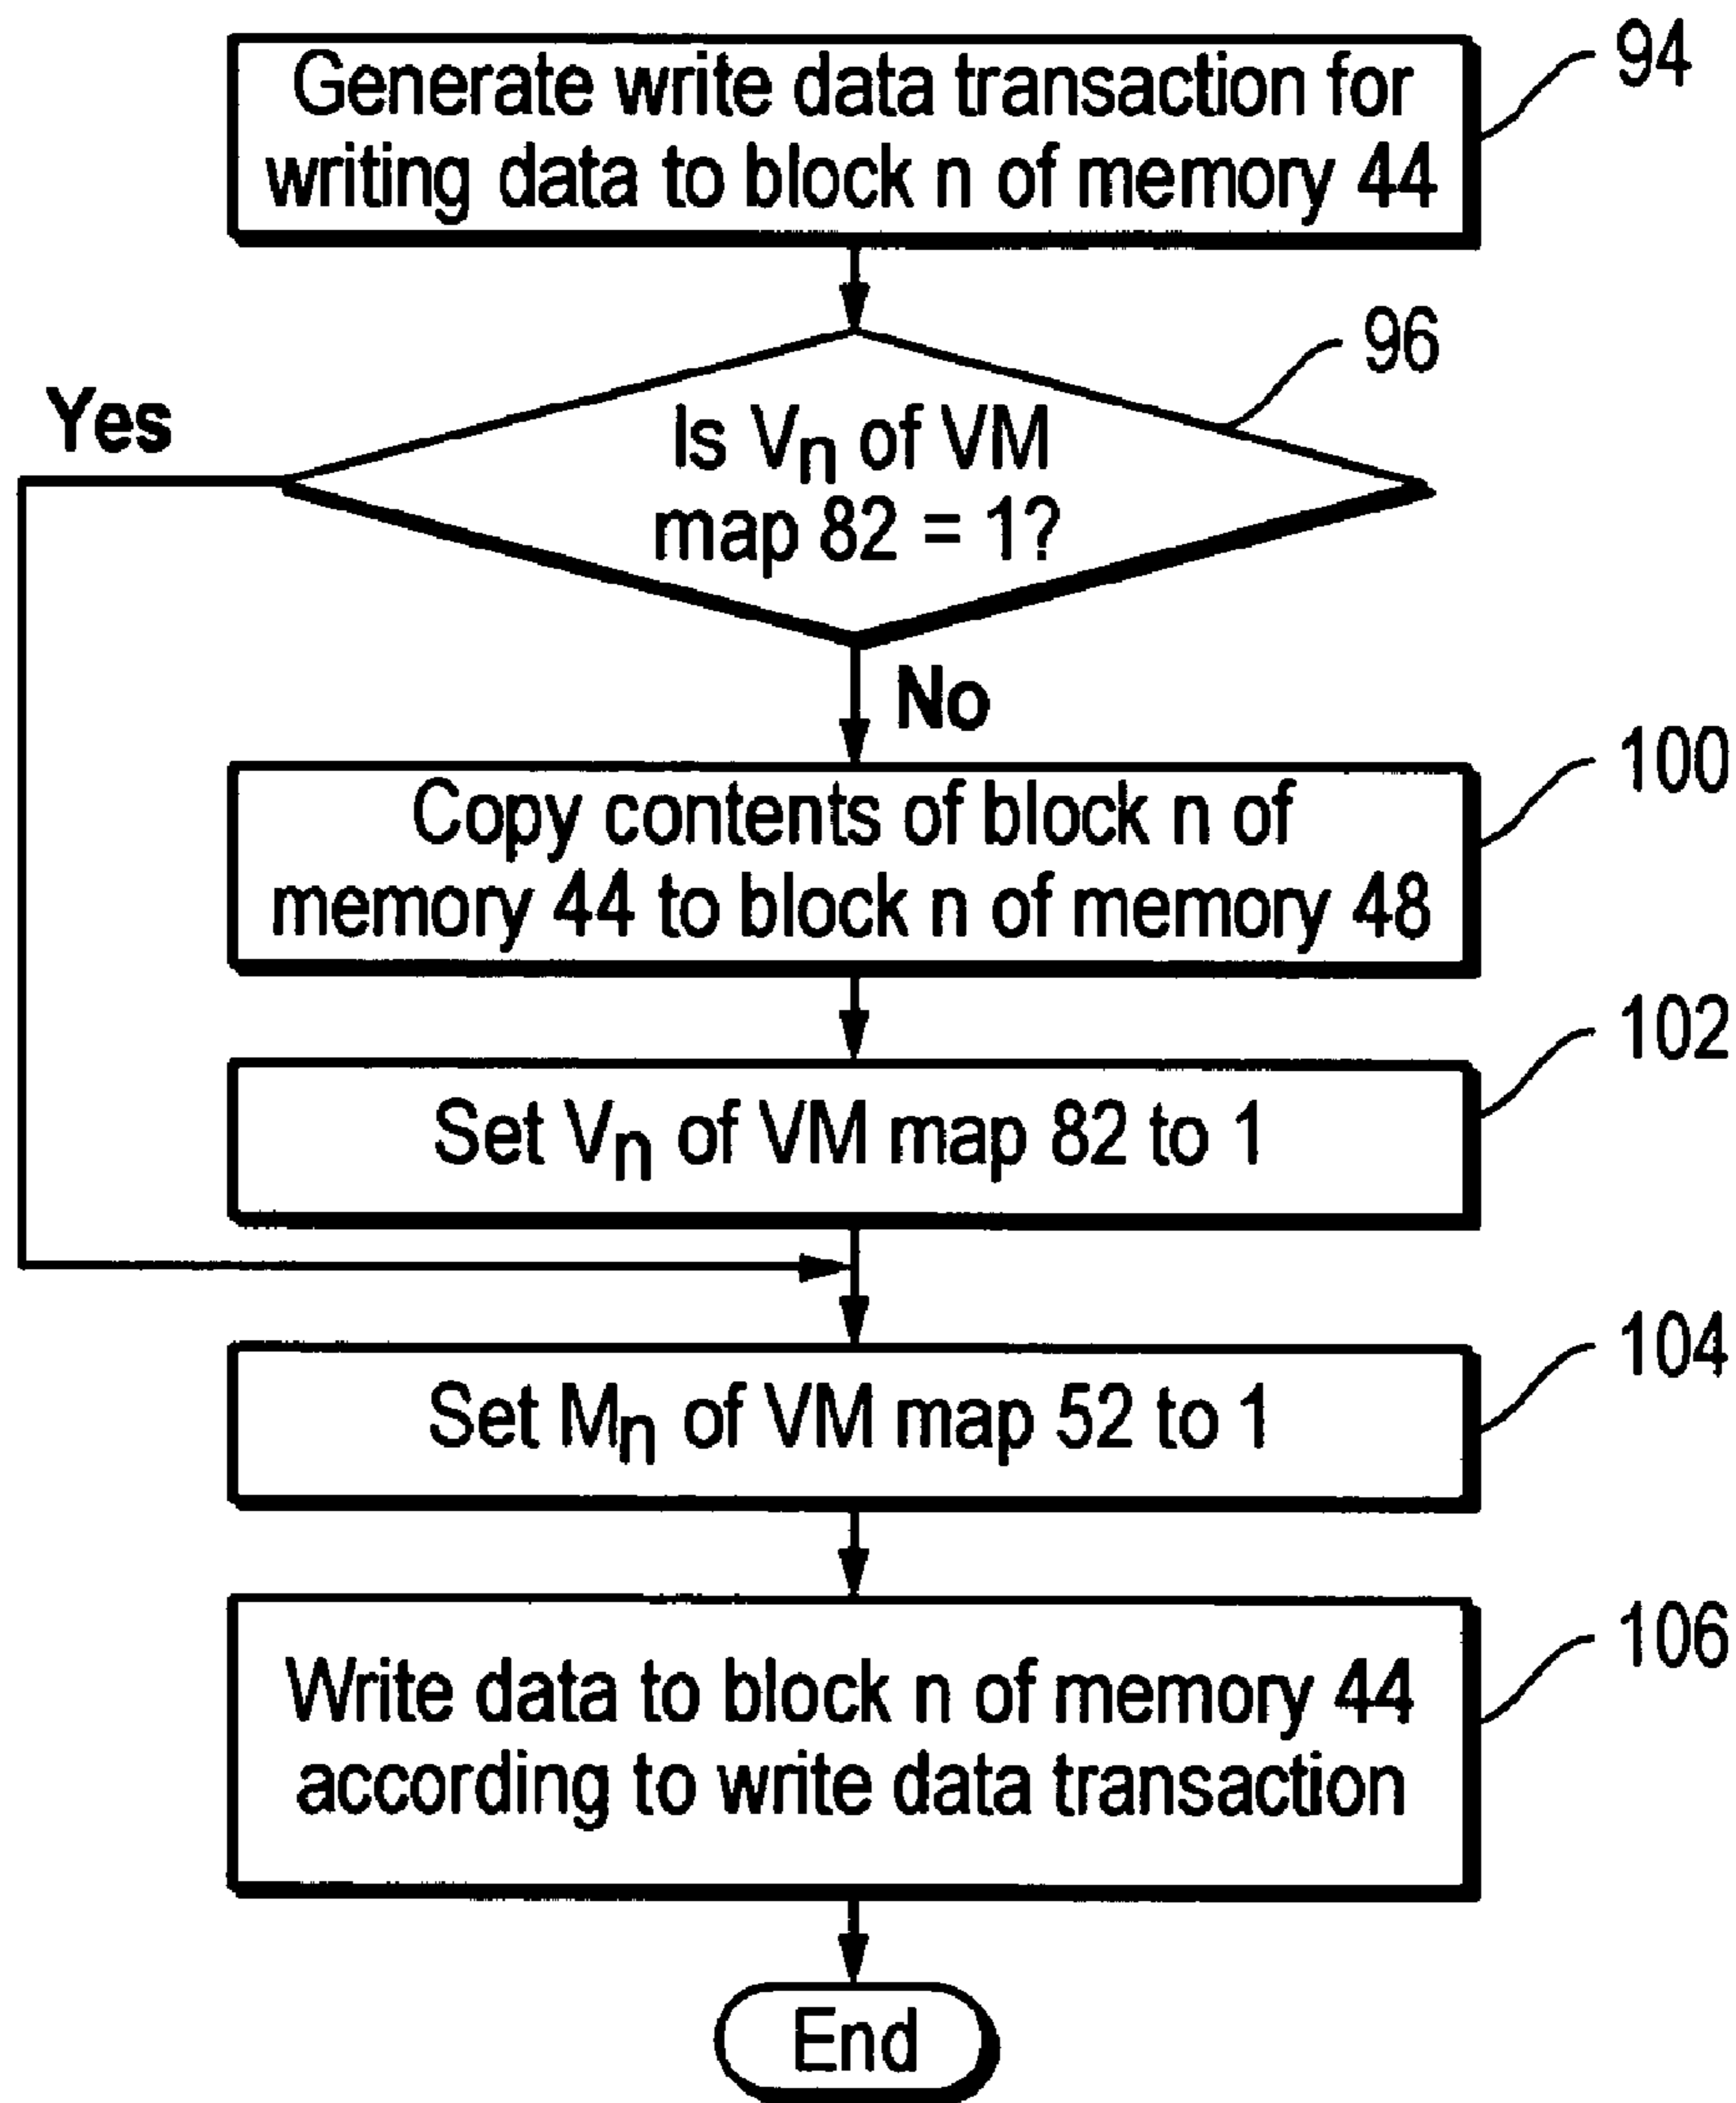 Generate write data transaction for
writing data to block n of memory 44
94
Is Vn of VM
map 82 = 1?
96
Yes
No
Copy contents of block n of
memory 44 to block n of memory 48
100
Set Vn of VM map 82 to 1
102
Set Mn of VM map 52 to 1
104
Write data to block n of memory 44
according to write data transaction
106
End